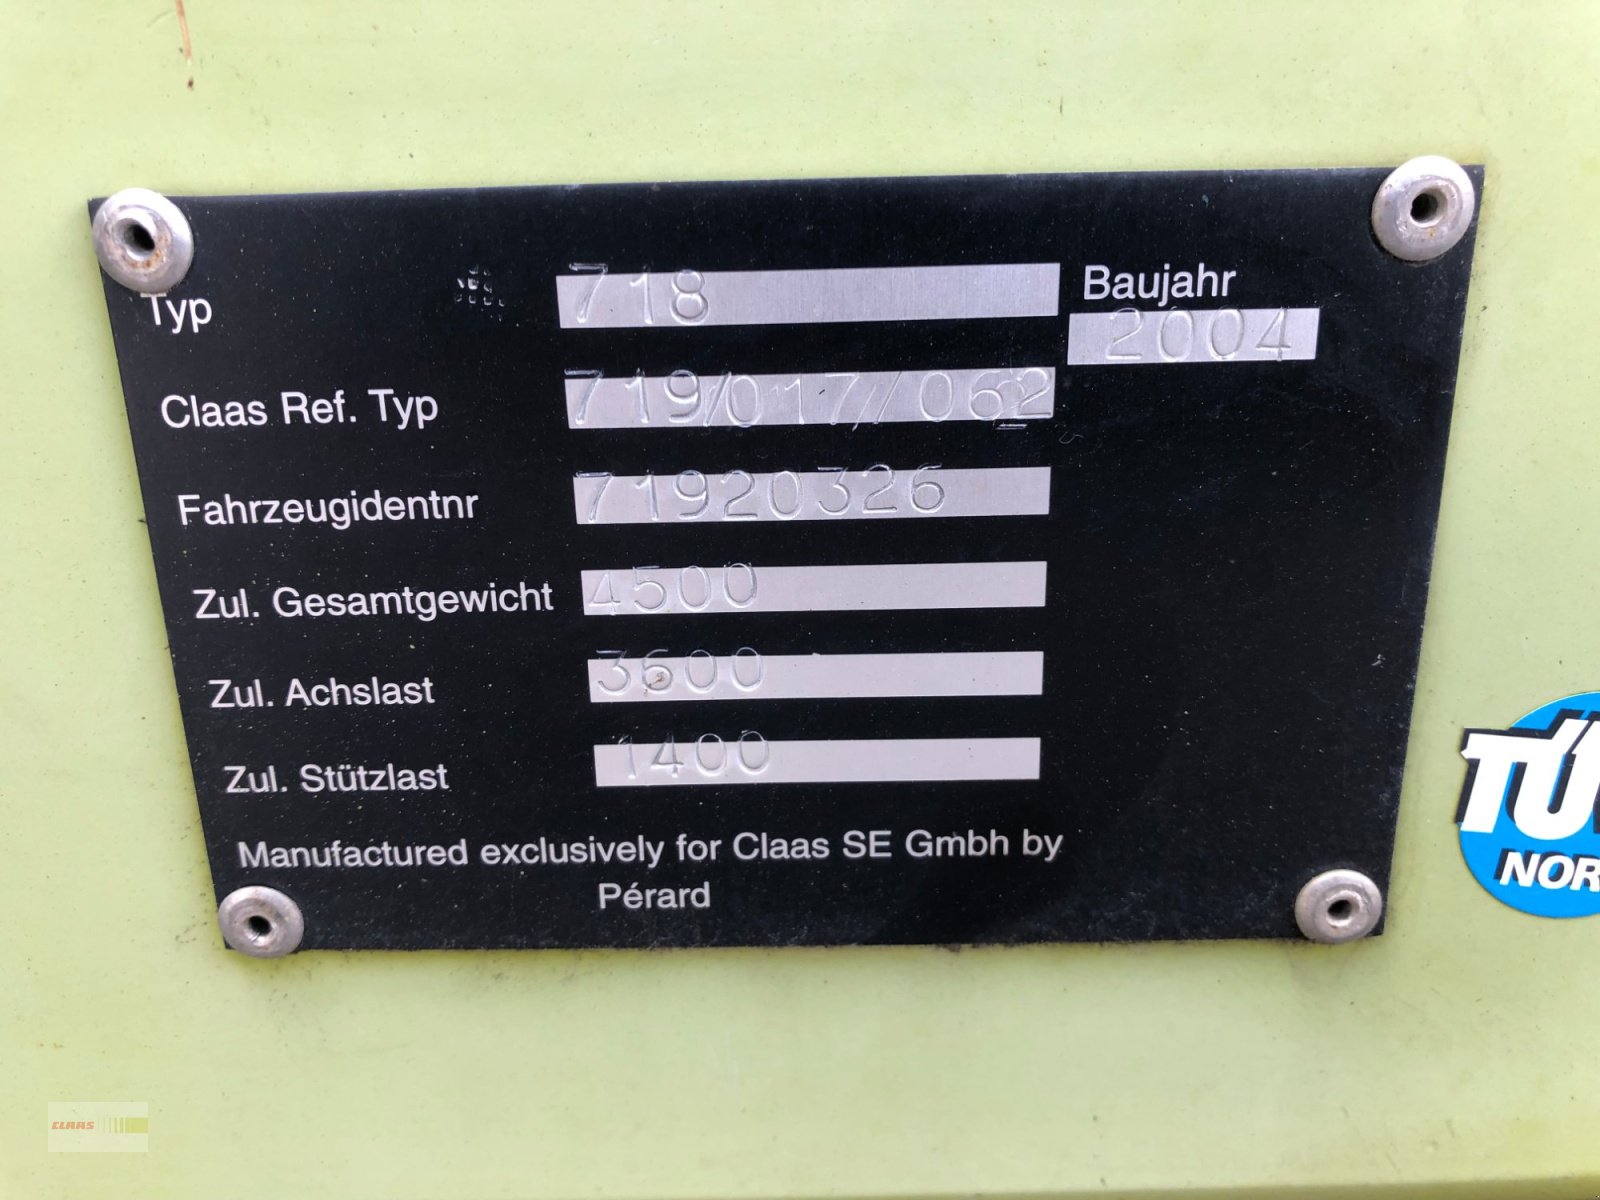 Typ 718 Baujahr
2004
Claas Ref. Typ 719/017//062
Fahrzeugidentnr 71920326
Zul. Gesamtgewicht 4500
Zul. Achslast 3600
Zul. Stützlast 1400
Manufactured exclusively for Claas SE Gmbh by
Pérard
CLAAS